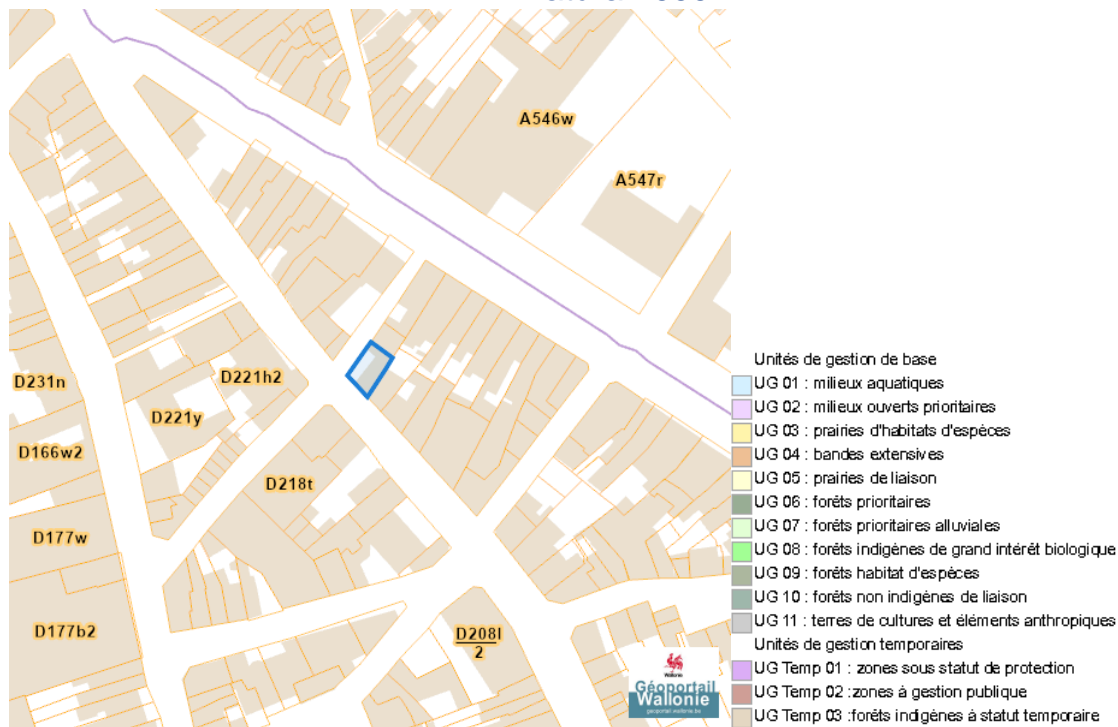 A546w
A547r
D231n
D221h2
D221y
D166w2
D218t
D177w
D177b2
D208l
2
Wallonie
Géoportail
Wallonie
geoportail.wallonie.be
Unités de gestion de base
UG 01 : milieux aquatiques
UG 02 : milieux ouverts prioritaires
UG 03 : prairies d'habitats d'espèces
UG 04 : bandes extensives
UG 05 : prairies de liaison
UG 06 : forêts prioritaires
UG 07 : forêts prioritaires alluviales
UG 08 : forêts indigènes de grand intérêt biologique
UG 09 : forêts habitat d'espèces
UG 10 : forêts non indigènes de liaison
UG 11 : terres de cultures et éléments anthropiques
Unités de gestion temporaires
UG Temp 01 : zones sous statut de protection
UG Temp 02 :zones à gestion publique
UG Temp 03 :forêts indigènes à statut temporaire